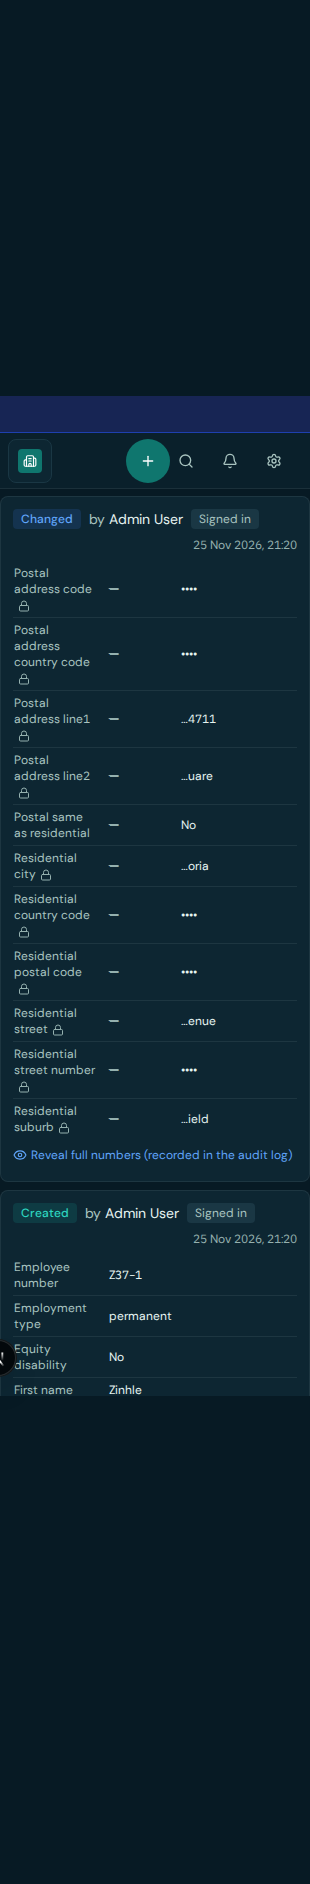 Changed by Admin User Signed in
25 Nov 2026, 21:20
Postal
address code — ••••
Postal
address
country code — ••••
Postal
address line1 — …4711
Postal
address line2 — …uare
Postal same
as residential — No
Residential
city — …oria
Residential
country code — ••••
Residential
postal code — ••••
Residential
street — …enue
Residential
street number — ••••
Residential
suburb — …ield
Reveal full numbers (recorded in the audit log)
Created by Admin User Signed in
25 Nov 2026, 21:20
Employee
number Z37-1
Employment
type permanent
Equity
disability No
First name Zinhle